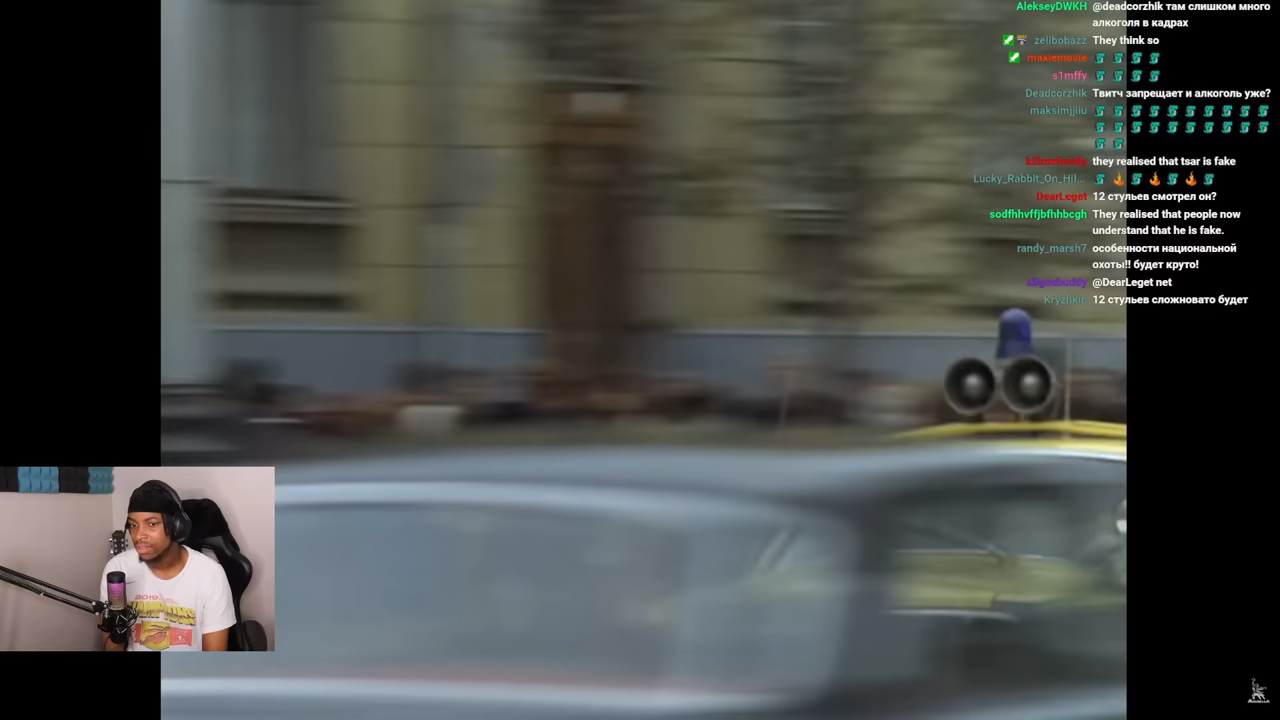 AlekseyDWKH @deadcorzhik там слишком много
алкоголя в кадрах
zelibobazz They think so
maxiemovie
s1mffy
Deadcorzhik Твитч запрещает и алкоголь уже?
maksimjjiiu
they realised that tsar is fake
Lucky_Rabbit_On_Hil...
DearLeget 12 стульев смотрел он?
sodfhhvffjbfhhbcgh They realised that people now
understand that he is fake.
randy_marsh7 особенности национальной
охоты!! будет круто!
@DearLeget net
Kryzhkin 12 стульев сложновато будет
2019